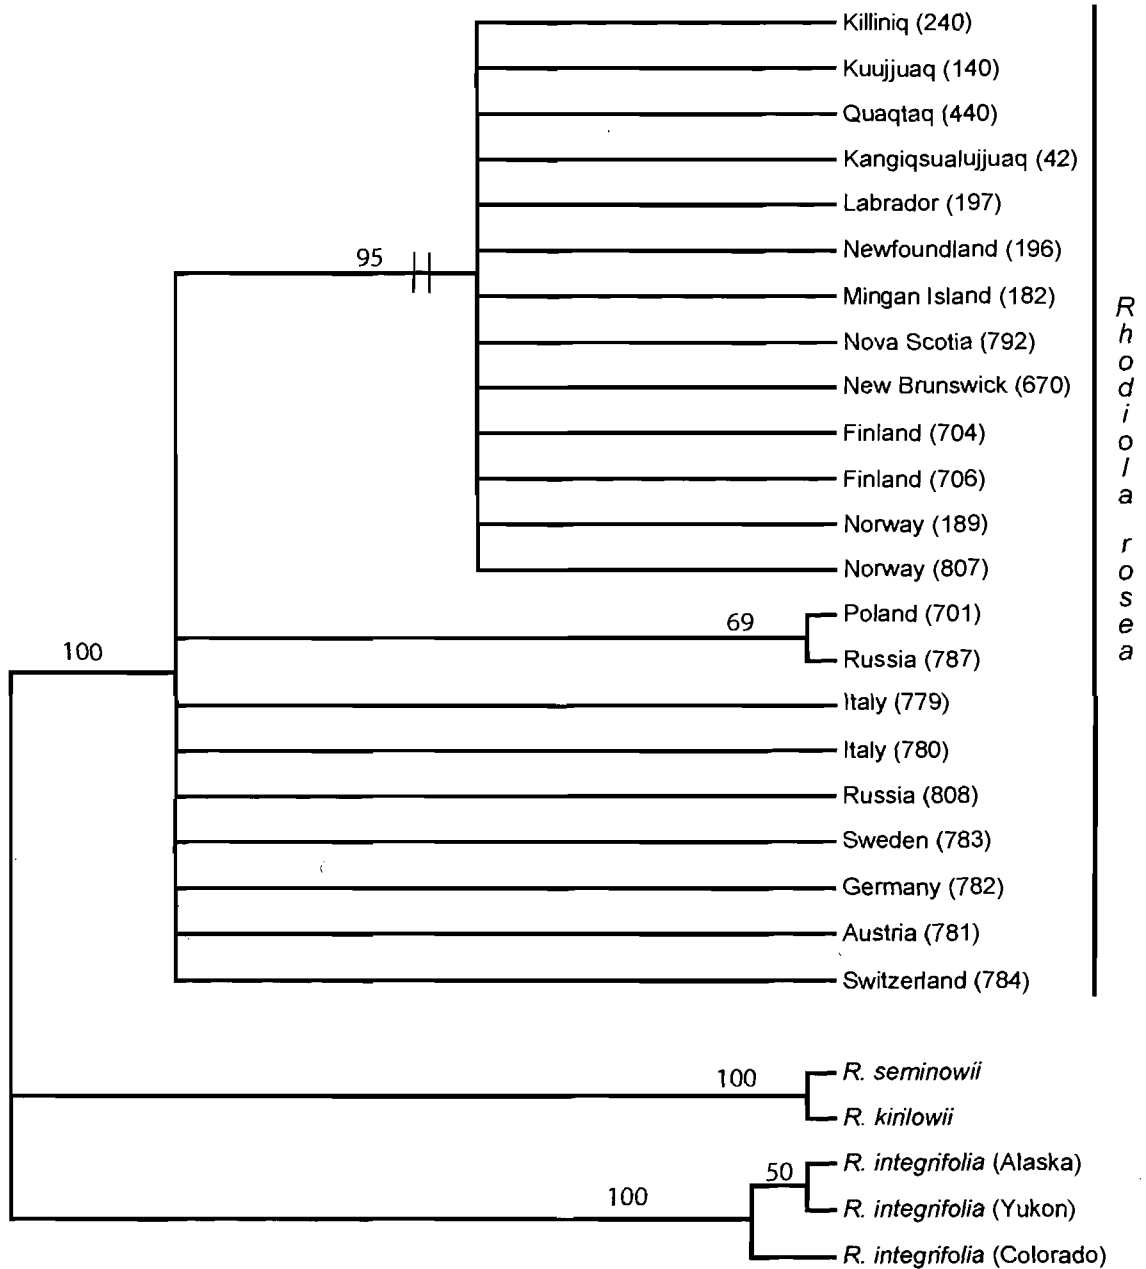 Killiniq (240)
Kuujjuaq (140)
Quaqtaq (440)
Kangiqsualujjuaq (42)
Labrador (197)
95
Newfoundland (196)
Mingan Island (182)
Nova Scotia (792)
New Brunswick (670)
Finland (704)
Finland (706)
Norway (189)
Norway (807)
Rhodiola rosea
69
Poland (701)
100
Russia (787)
Italy (779)
Italy (780)
Russia (808)
Sweden (783)
Germany (782)
Austria (781)
Switzerland (784)
100
R. seminowii
R. kirilowii
50
R. integrifolia (Alaska)
100
R. integrifolia (Yukon)
R. integrifolia (Colorado)